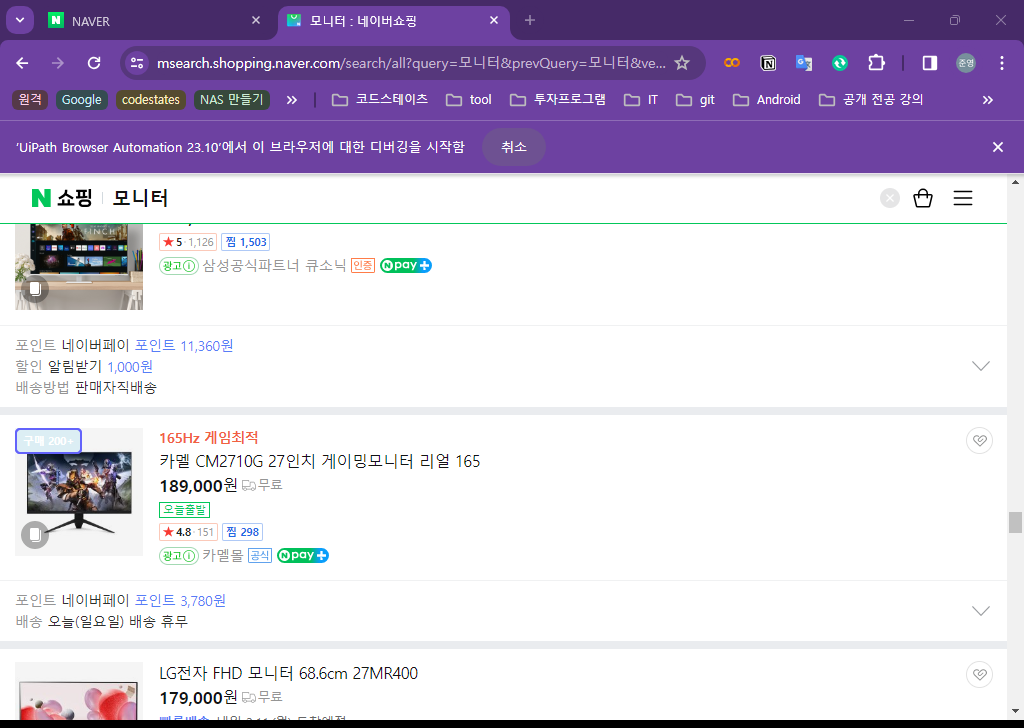 NAVER
모니터 : 네이버쇼핑
msearch.shopping.naver.com/search/all?query=모니터&prevQuery=모니터&ve...
준영
원격 Google codestates NAS 만들기 » 코드스테이츠 tool 투자프로그램 IT git Android 공개 전공 강의 »
'UiPath Browser Automation 23.10'에서 이 브라우저에 대한 디버깅을 시작함 취소
N 쇼핑 모니터
★ 5 · 1,126 찜 1,503
광고 삼성공식파트너 큐소닉 인증 N pay +
포인트 네이버페이 포인트 11,360원
할인 알림받기 1,000원
배송방법 판매자직배송
구매 200+
165Hz 게임최적
카멜 CM2710G 27인치 게이밍모니터 리얼 165
189,000원 무료
오늘출발
★ 4.8 · 151 찜 298
광고 카멜몰 공식 N pay +
포인트 네이버페이 포인트 3,780원
배송 오늘(일요일) 배송 휴무
LG전자 FHD 모니터 68.6cm 27MR400
179,000원 무료